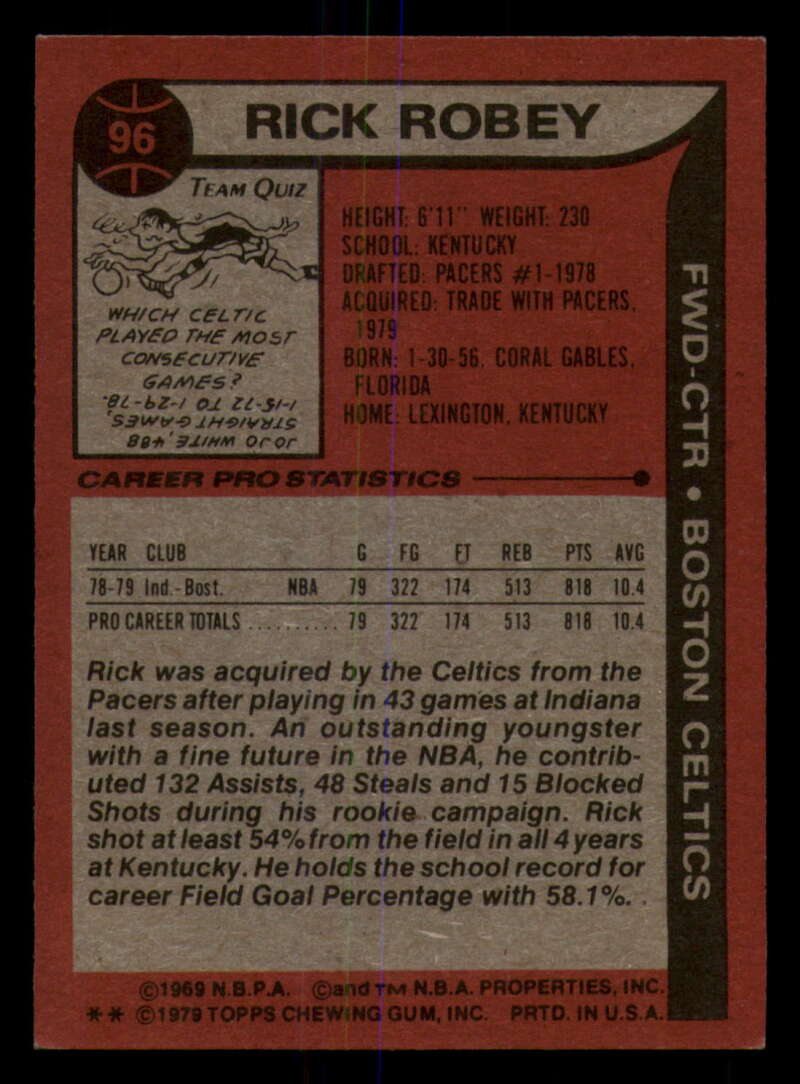 96
RICK ROBEY
TEAM QUIZ
WHICH CELTIC
PLAYED THE MOST
CONSECUTIVE
GAMES?
JO JO WHITE, 488
STRAIGHT GAMES,
1-15-72 TO 1-29-78.
HEIGHT: 6'11" WEIGHT: 230
SCHOOL: KENTUCKY
DRAFTED: PACERS #1-1978
ACQUIRED: TRADE WITH PACERS,
1979
BORN: 1-30-56, CORAL GABLES,
FLORIDA
HOME: LEXINGTON, KENTUCKY
FWD-CTR • BOSTON CELTICS
CAREER PRO STATISTICS
YEAR CLUB G FG FT REB PTS AVG
78-79 Ind.-Bost. NBA 79 322 174 513 818 10.4
PRO CAREER TOTALS .......... 79 322 174 513 818 10.4
Rick was acquired by the Celtics from the
Pacers after playing in 43 games at Indiana
last season. An outstanding youngster
with a fine future in the NBA, he contrib-
uted 132 Assists, 48 Steals and 15 Blocked
Shots during his rookie campaign. Rick
shot at least 54% from the field in all 4 years
at Kentucky. He holds the school record for
career Field Goal Percentage with 58.1%.
©1969 N.B.P.A. ©and TM N.B.A. PROPERTIES, INC.
** ©1979 TOPPS CHEWING GUM, INC. PRTD. IN U.S.A.